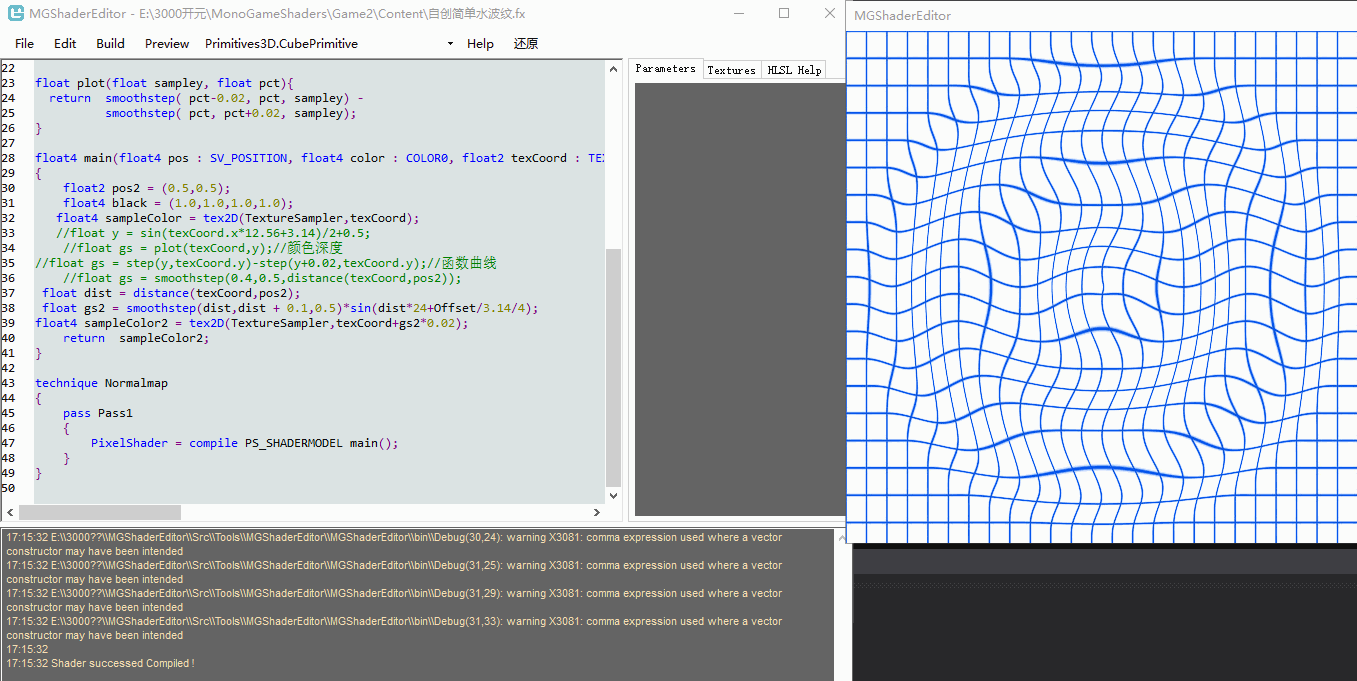 MGShaderEditor - E:\3000开元\MonoGameShaders\Game2\Content\自创简单水波纹.fx
File Edit Build Preview Primitives3D.CubePrimitive Help 还原
22
23 float plot(float sampley, float pct){
24 return smoothstep( pct-0.02, pct, sampley) -
25 smoothstep( pct, pct+0.02, sampley);
26 }
27
28 float4 main(float4 pos : SV_POSITION, float4 color : COLOR0, float2 texCoord : TE
29 {
30 float2 pos2 = (0.5,0.5);
31 float4 black = (1.0,1.0,1.0,1.0);
32 float4 sampleColor = tex2D(TextureSampler,texCoord);
33 //float y = sin(texCoord.x*12.56+3.14)/2+0.5;
34 //float gs = plot(texCoord,y);//颜色深度
35 //float gs = step(y,texCoord.y)-step(y+0.02,texCoord.y);//函数曲线
36 //float gs = smoothstep(0.4,0.5,distance(texCoord,pos2));
37 float dist = distance(texCoord,pos2);
38 float gs2 = smoothstep(dist,dist + 0.1,0.5)*sin(dist*24+Offset/3.14/4);
39 float4 sampleColor2 = tex2D(TextureSampler,texCoord+gs2*0.02);
40 return sampleColor2;
41 }
42
43 technique Normalmap
44 {
45 pass Pass1
46 {
47 PixelShader = compile PS_SHADERMODEL main();
48 }
49 }
50
Parameters Textures HLSL Help
MGShaderEditor
17:15:32 E:\\3000??\\MGShaderEditor\\Src\\Tools\\MGShaderEditor\\MGShaderEditor\\bin\\Debug(30,24): warning X3081: comma expression used where a vector
constructor may have been intended
17:15:32 E:\\3000??\\MGShaderEditor\\Src\\Tools\\MGShaderEditor\\MGShaderEditor\\bin\\Debug(31,25): warning X3081: comma expression used where a vector
constructor may have been intended
17:15:32 E:\\3000??\\MGShaderEditor\\Src\\Tools\\MGShaderEditor\\MGShaderEditor\\bin\\Debug(31,29): warning X3081: comma expression used where a vector
constructor may have been intended
17:15:32 E:\\3000??\\MGShaderEditor\\Src\\Tools\\MGShaderEditor\\MGShaderEditor\\bin\\Debug(31,33): warning X3081: comma expression used where a vector
constructor may have been intended
17:15:32
17:15:32 Shader successed Compiled !